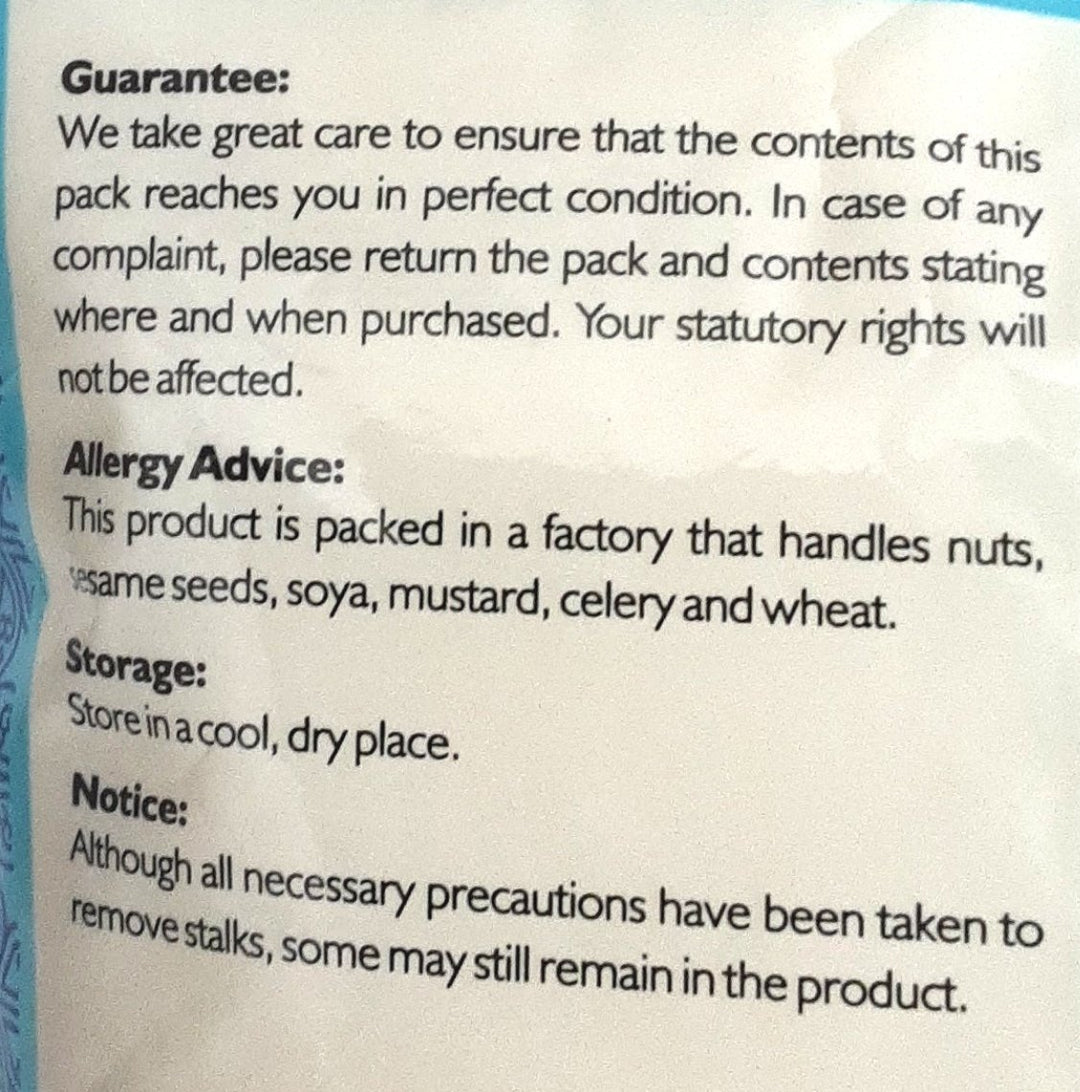 Guarantee:
We take great care to ensure that the contents of this
pack reaches you in perfect condition. In case of any
complaint, please return the pack and contents stating
where and when purchased. Your statutory rights will
not be affected.
Allergy Advice:
This product is packed in a factory that handles nuts,
sesame seeds, soya, mustard, celery and wheat.
Storage:
Store in a cool, dry place.
Notice:
Although all necessary precautions have been taken to
remove stalks, some may still remain in the product.